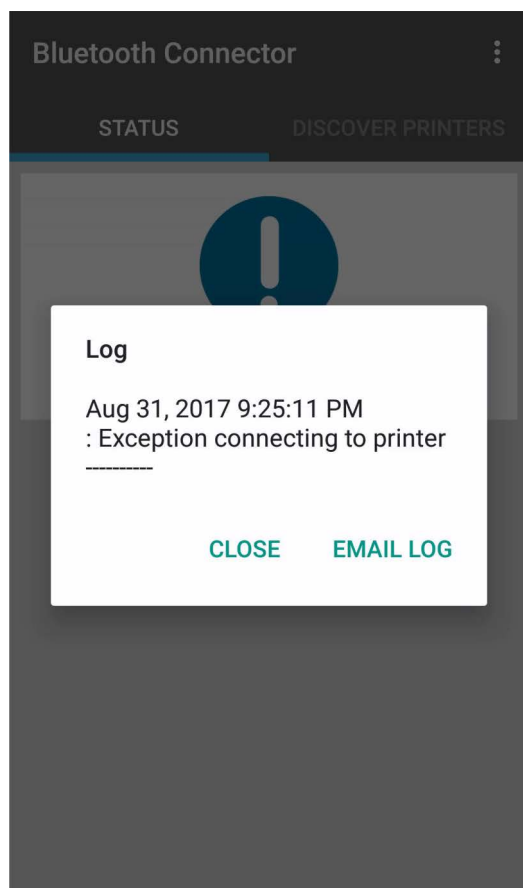 Bluetooth Connector
STATUS
DISCOVER PRINTERS
Log
Aug 31, 2017 9:25:11 PM
: Exception connecting to printer
----------
CLOSE
EMAIL LOG